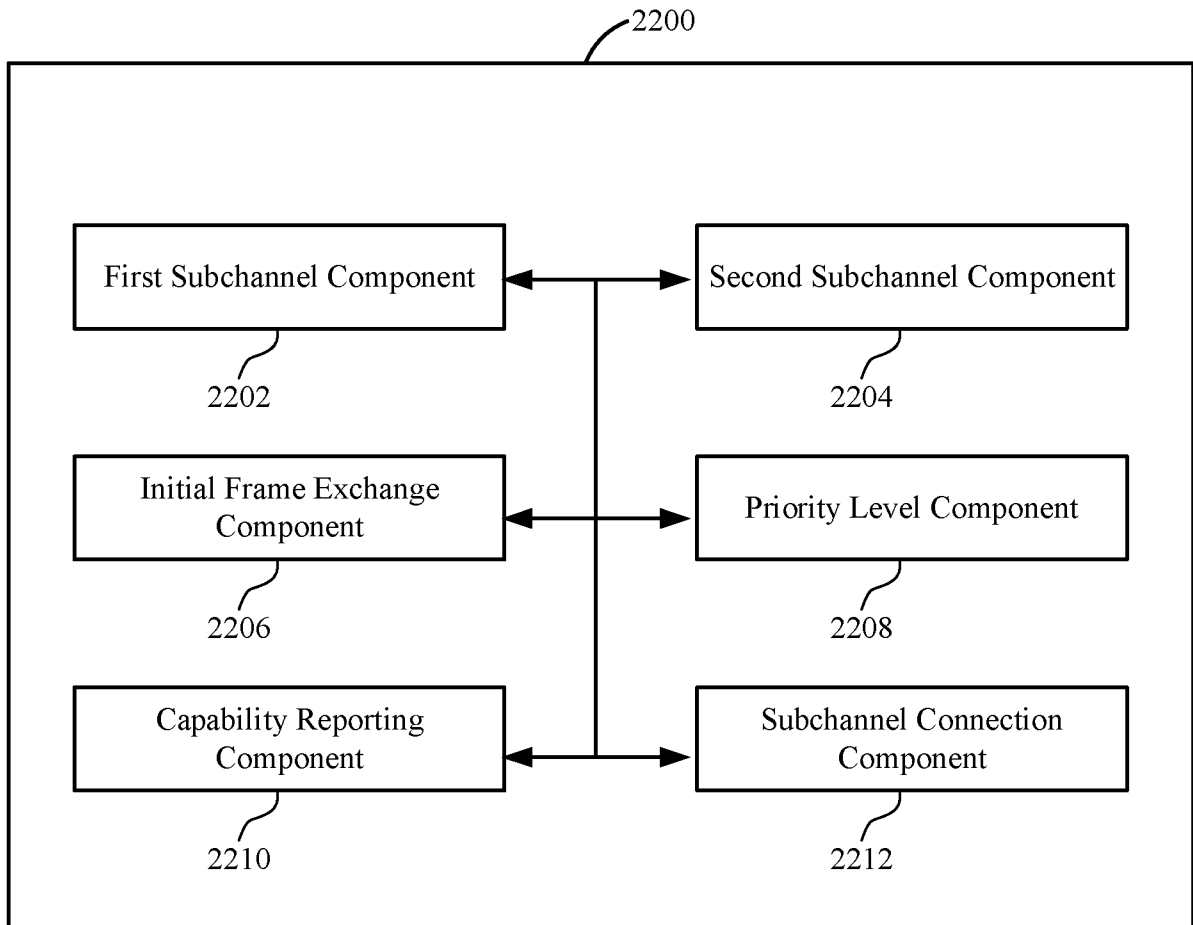 2200
First Subchannel Component
Second Subchannel Component
2202
2204
Initial Frame Exchange
Component
Priority Level Component
2206
2208
Capability Reporting
Component
Subchannel Connection
Component
2210
2212